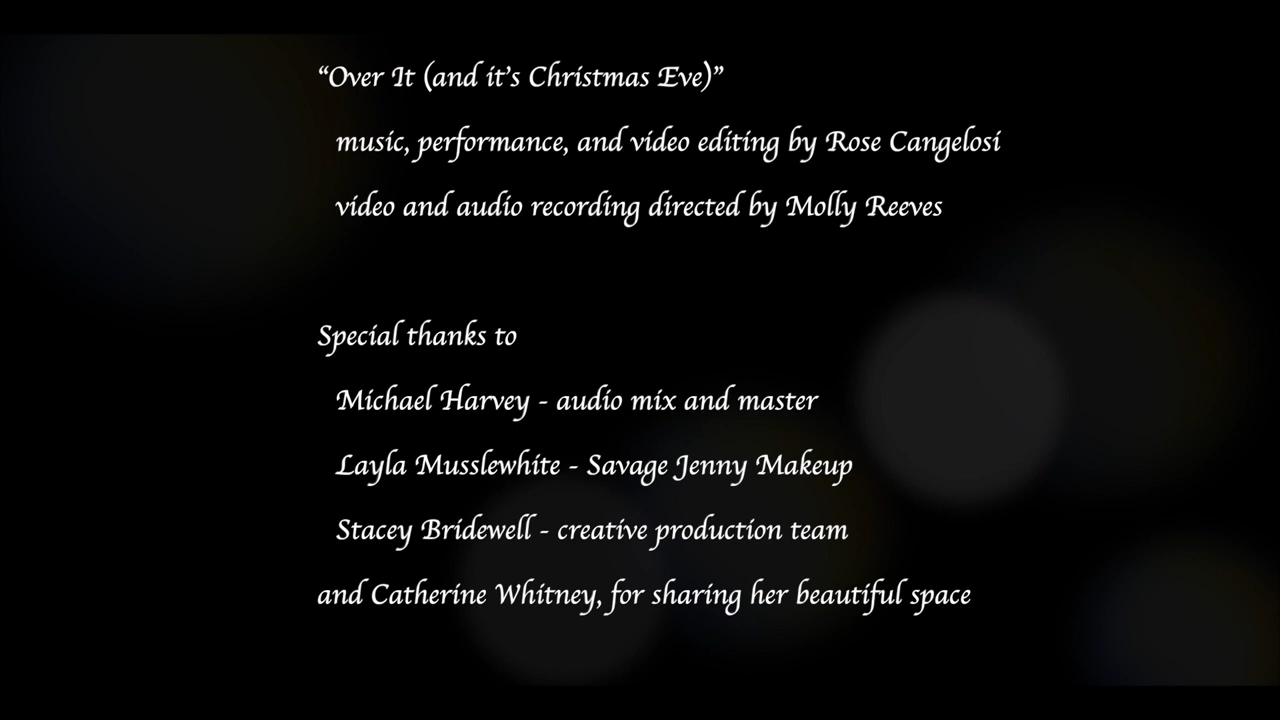 “Over It (and it’s Christmas Eve)”
music, performance, and video editing by Rose Cangelosi
video and audio recording directed by Molly Reeves
Special thanks to
Michael Harvey - audio mix and master
Layla Musslewhite - Savage Jenny Makeup
Stacey Bridewell - creative production team
and Catherine Whitney, for sharing her beautiful space